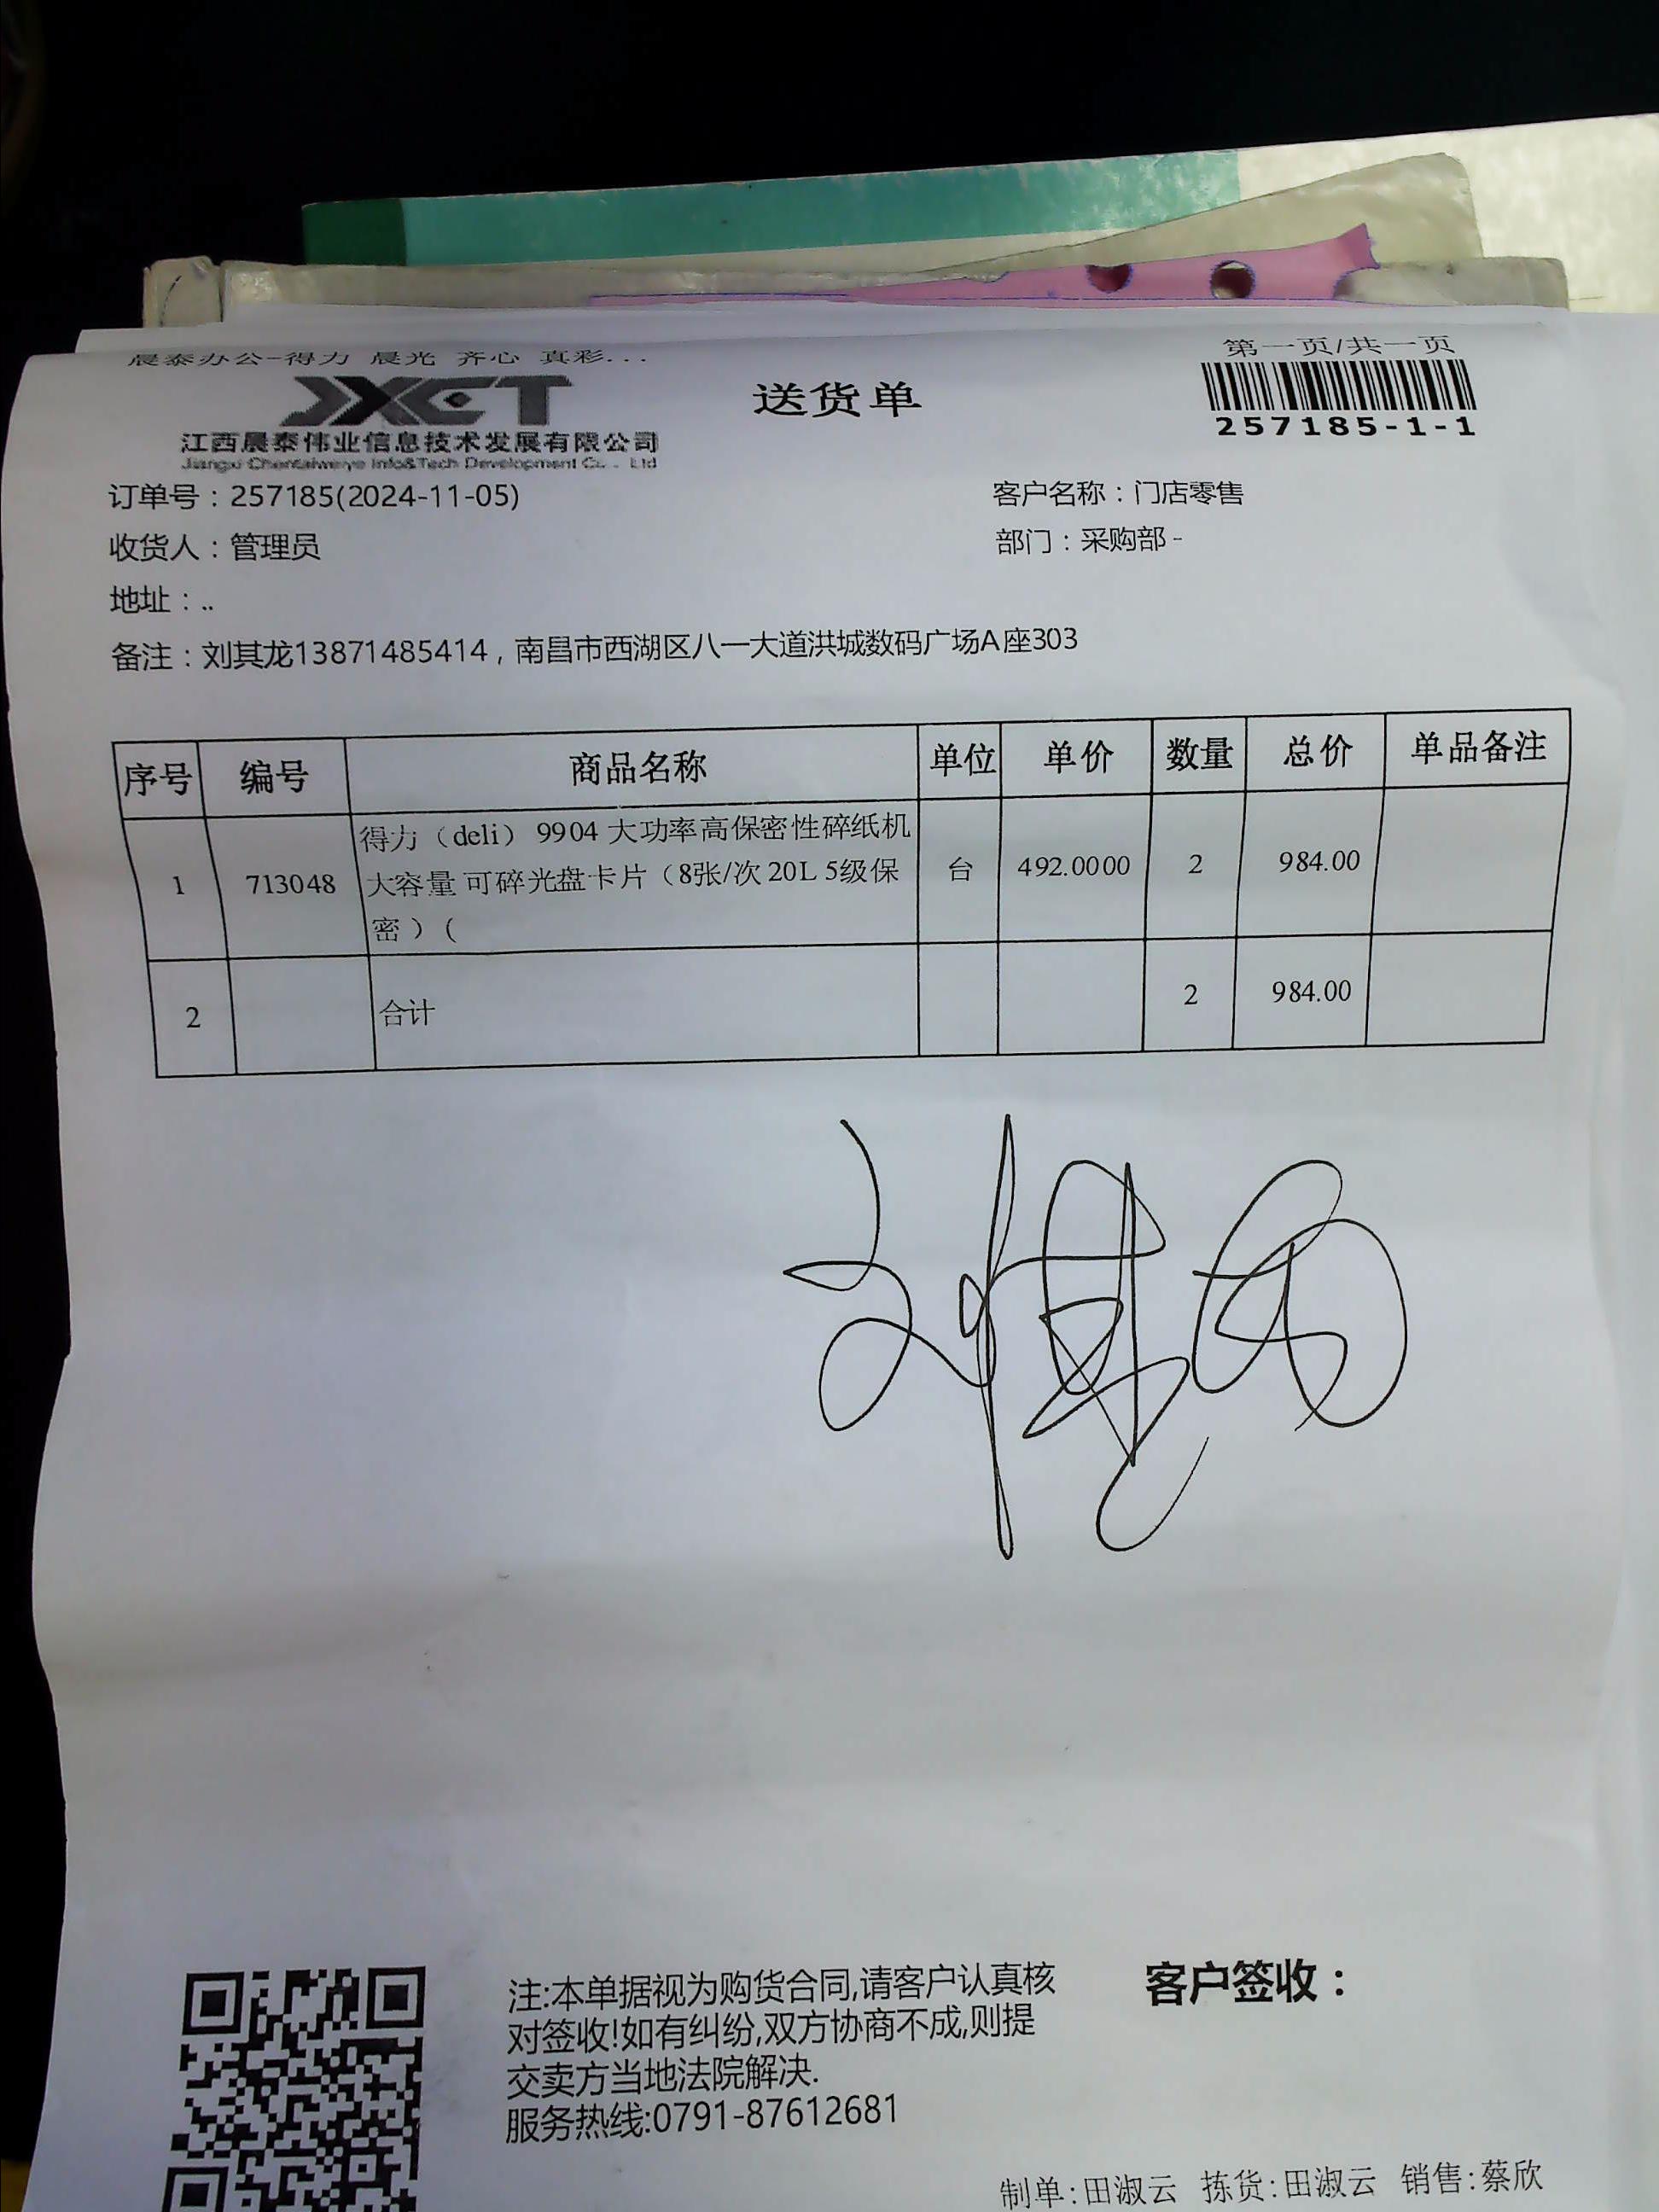 晨泰办公-得力 晨光 齐心 真彩...
第一页/共一页
JXCT
送货单
257185-1-1
江西晨泰伟业信息技术发展有限公司
Jiangxi Chentaiweiye Info&Tech Development Co., Ltd
订单号：257185(2024-11-05) 客户名称：门店零售
收货人：管理员 部门：采购部-
地址：..
备注：刘其龙13871485414，南昌市西湖区八一大道洪城数码广场A座303
序号 编号 商品名称 单位 单价 数量 总价 单品备注
得力（deli） 9904 大功率高保密性碎纸机
1 713048 大容量 可碎光盘卡片（8张/次 20L 5级保 台 492.0000 2 984.00
密）(
2 合计 2 984.00
注:本单据视为购货合同,请客户认真核
对签收!如有纠纷,双方协商不成,则提
交卖方当地法院解决.
服务热线:0791-87612681
客户签收：
制单:田淑云 拣货:田淑云 销售:蔡欣